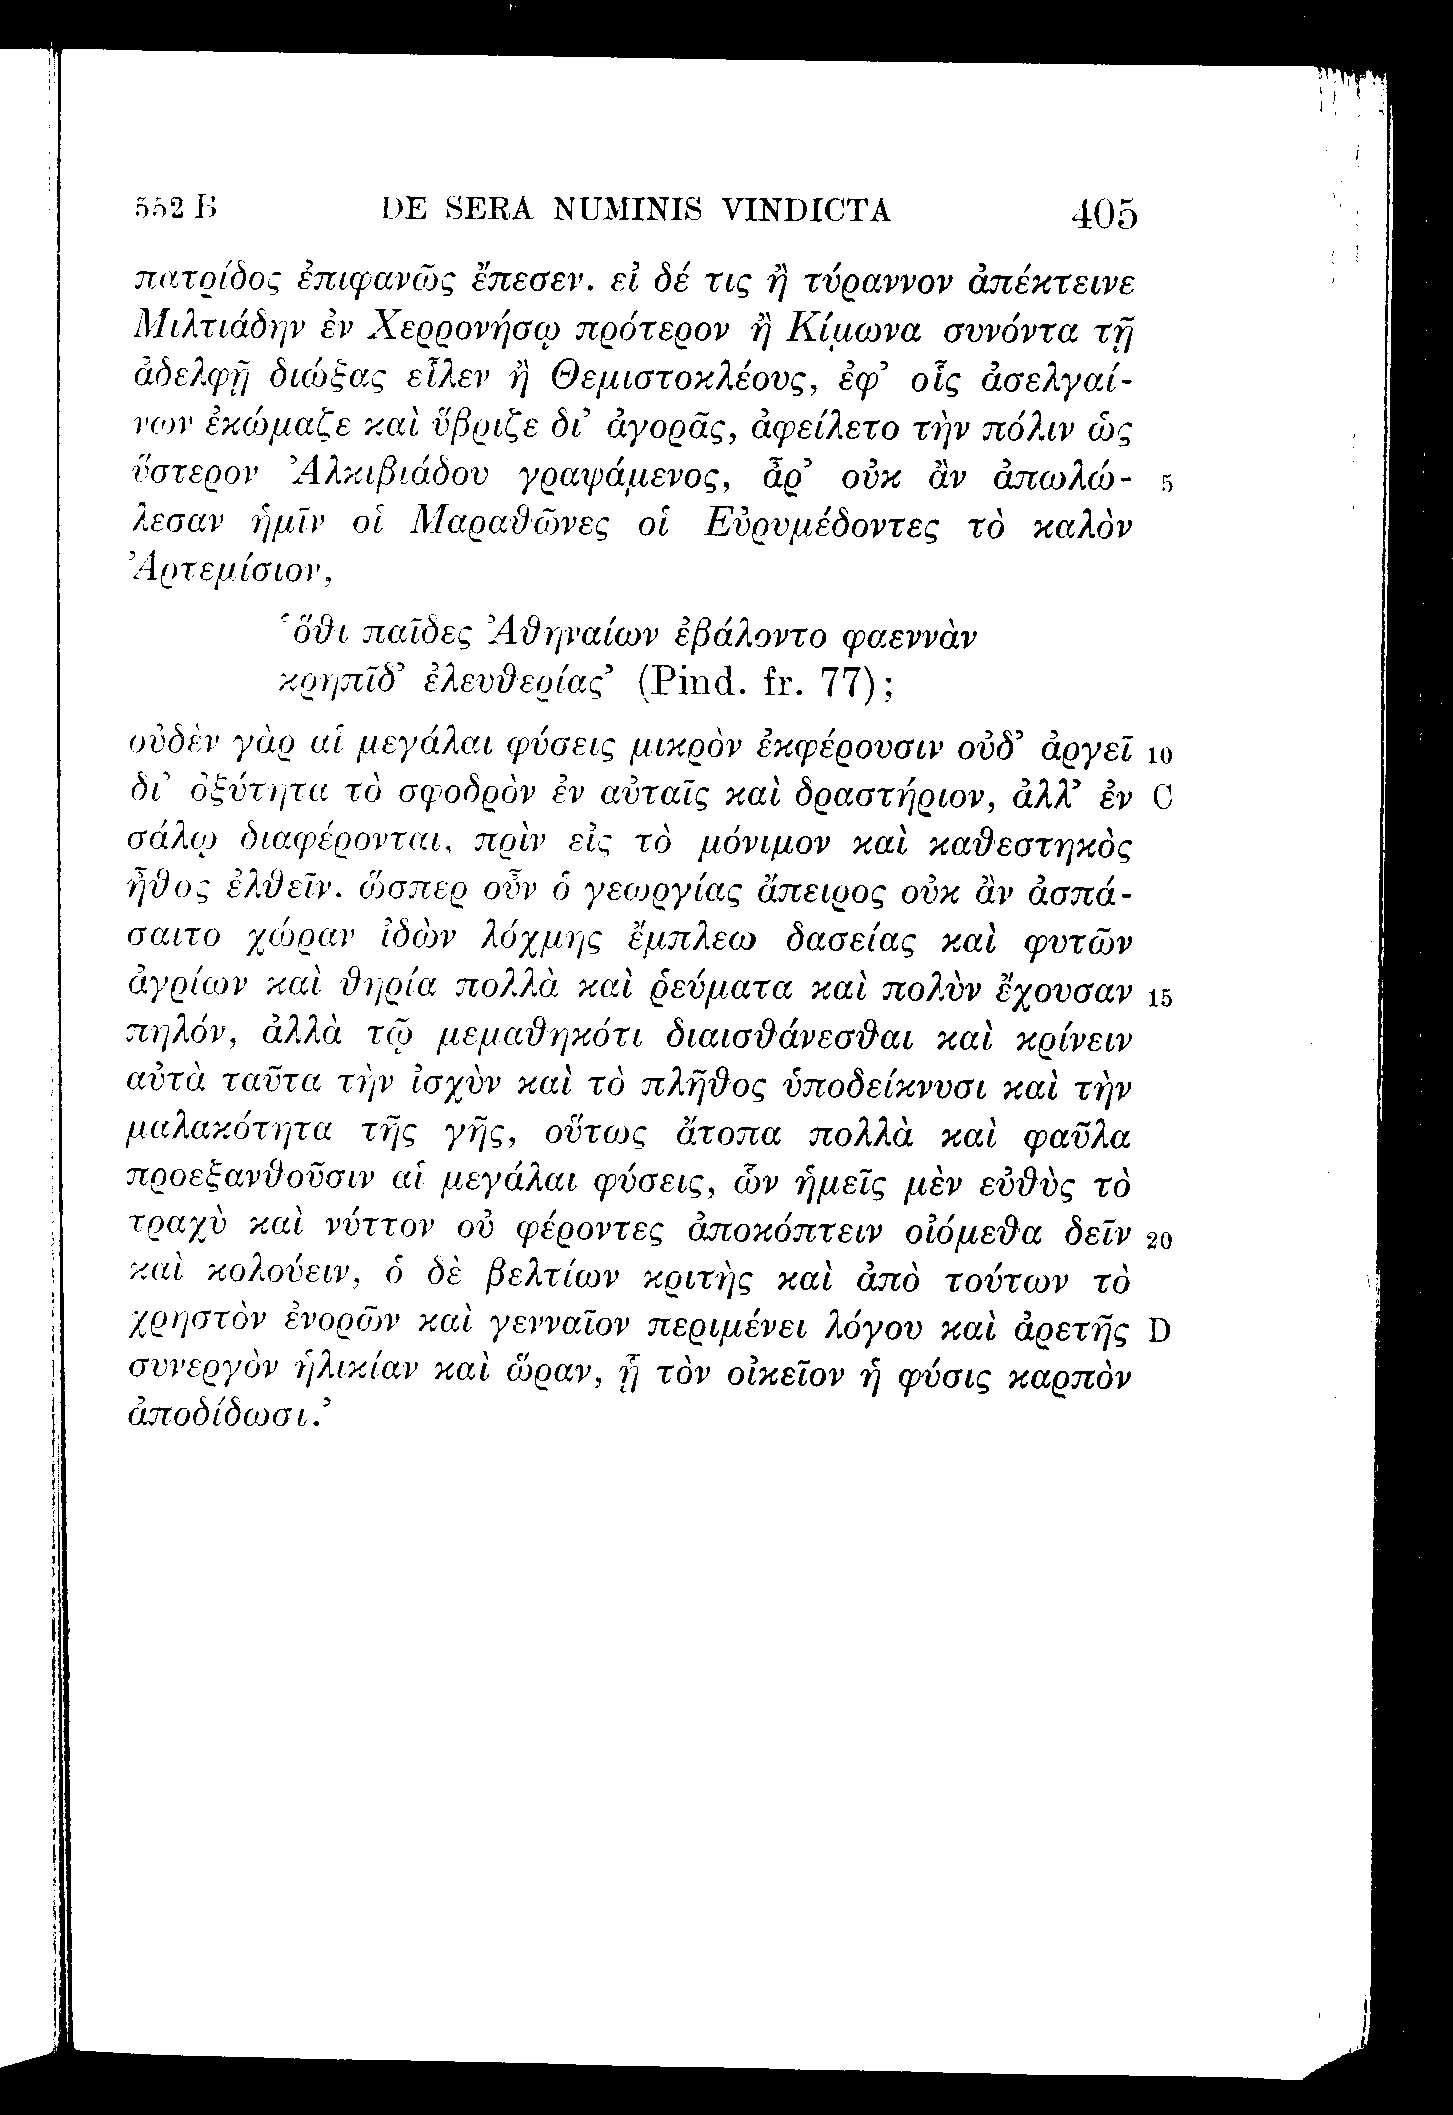 552 B DE SERA NUMINIS VINDICTA 405
πατρίδος ἐπιφανῶς ἔπεσεν. εἰ δέ τις ἢ τύραννον ἀπέκτεινε
Μιλτιάδην ἐν Χερρονήσῳ πρότερον ἢ Κίμωνα συνόντα τῇ
ἀδελφῇ διώξας εἷλεν ἢ Θεμιστοκλέους, ἐφ’ οἷς ἀσελγαί-
νων ἐκώμαζε καὶ ὕβριζε δι’ ἀγορᾶς, ἀφείλετο τὴν πόλιν ὡς
ὕστερον Ἀλκιβιάδου γραψάμενος, ἆρ’ οὐκ ἂν ἀπωλώ- 5
λεσαν ἡμῖν οἱ Μαραθῶνες οἱ Εὐρυμέδοντες τὸ καλὸν
Ἀρτεμίσιον,
‘ὅθι παῖδες Ἀθηναίων ἐβάλοντο φαεννὰν
κρηπῖδ’ ἐλευθερίας’ (Pind. fr. 77);
οὐδὲν γὰρ αἱ μεγάλαι φύσεις μικρὸν ἐκφέρουσιν οὐδ’ ἀργεῖ 10
δι’ ὀξύτητα τὸ σφοδρὸν ἐν αὐταῖς καὶ δραστήριον, ἀλλ’ ἐν C
σάλῳ διαφέρονται, πρὶν εἰς τὸ μόνιμον καὶ καθεστηκὸς
ἦθος ἐλθεῖν. ὥσπερ οὖν ὁ γεωργίας ἄπειρος οὐκ ἂν ἀσπά-
σαιτο χώραν ἰδὼν λόχμης ἔμπλεω δασείας καὶ φυτῶν
ἀγρίων καὶ θηρία πολλὰ καὶ ῥεύματα καὶ πολὺν ἔχουσαν 15
πηλόν, ἀλλὰ τῷ μεμαθηκότι διαισθάνεσθαι καὶ κρίνειν
αὐτὰ ταῦτα τὴν ἰσχὺν καὶ τὸ πλῆθος ὑποδείκνυσι καὶ τὴν
μαλακότητα τῆς γῆς, οὕτως ἄτοπα πολλὰ καὶ φαῦλα
προεξανθοῦσιν αἱ μεγάλαι φύσεις, ὧν ἡμεῖς μὲν εὐθὺς τὸ
τραχὺ καὶ νύττον οὐ φέροντες ἀποκόπτειν οἰόμεθα δεῖν 20
καὶ κολούειν, ὁ δὲ βελτίων κριτὴς καὶ ἀπὸ τούτων τὸ
χρηστὸν ἐνορῶν καὶ γενναῖον περιμένει λόγου καὶ ἀρετῆς D
συνεργὸν ἡλικίαν καὶ ὥραν, ᾗ τὸν οἰκεῖον ἡ φύσις καρπὸν
ἀποδίδωσι.’